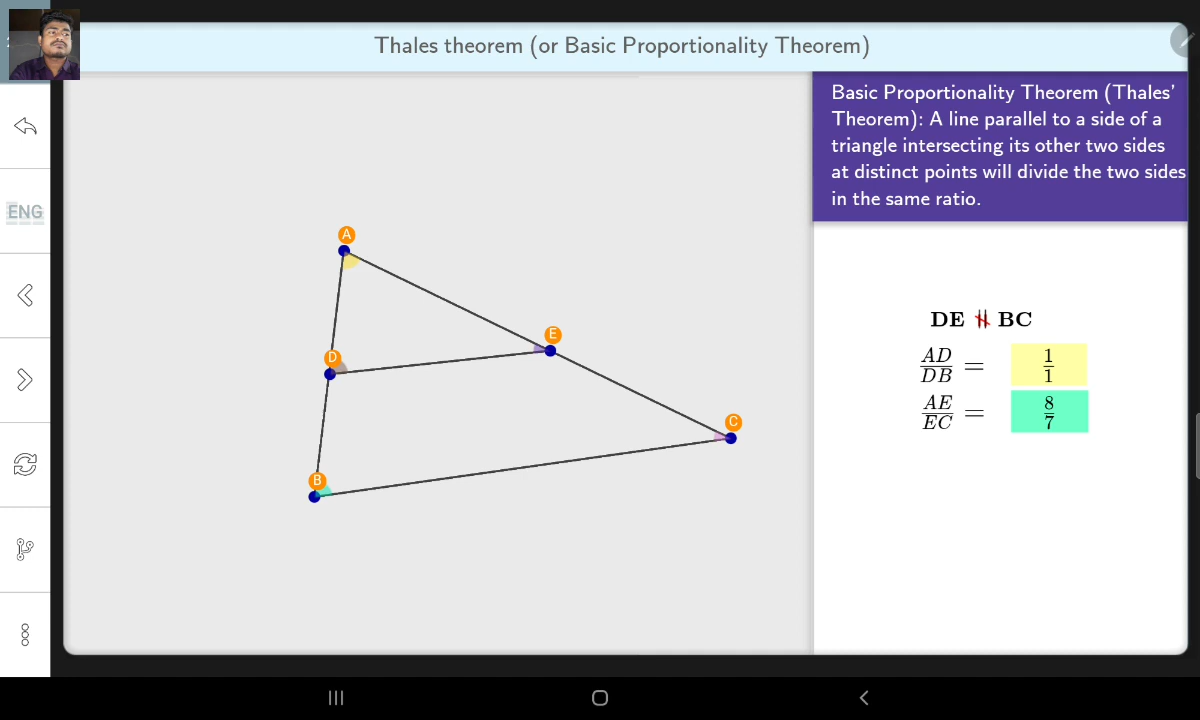 Thales theorem (or Basic Proportionality Theorem)
ENG
Basic Proportionality Theorem (Thales'
Theorem): A line parallel to a side of a
triangle intersecting its other two sides
at distinct points will divide the two sides
in the same ratio.
A
D
E
C
B
DE ∦ BC
AD/DB = 1/1
AE/EC = 8/7